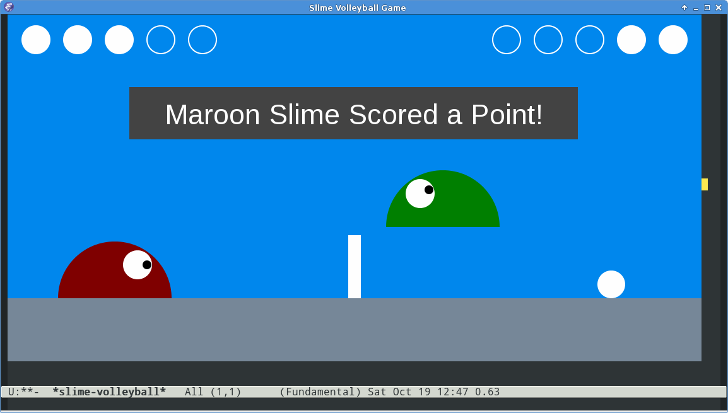 Slime Volleyball Game
Maroon Slime Scored a Point!
U:**-  *slime-volleyball*   All (1,1)      (Fundamental) Sat Oct 19 12:47 0.63